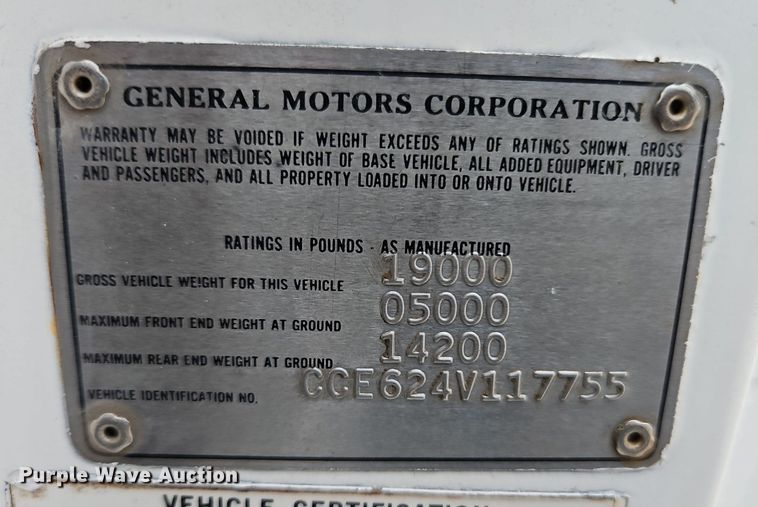 GENERAL MOTORS CORPORATION
WARRANTY MAY BE VOIDED IF WEIGHT EXCEEDS ANY OF RATINGS SHOWN. GROSS
VEHICLE WEIGHT INCLUDES WEIGHT OF BASE VEHICLE, ALL ADDED EQUIPMENT, DRIVER
AND PASSENGERS, AND ALL PROPERTY LOADED INTO OR ONTO VEHICLE.
RATINGS IN POUNDS - AS MANUFACTURED
GROSS VEHICLE WEIGHT FOR THIS VEHICLE 19000
MAXIMUM FRONT END WEIGHT AT GROUND 05000
MAXIMUM REAR END WEIGHT AT GROUND 14200
VEHICLE IDENTIFICATION NO. CCE624V117755
Purple Wave Auction
VEHICLE CERTIFICATION